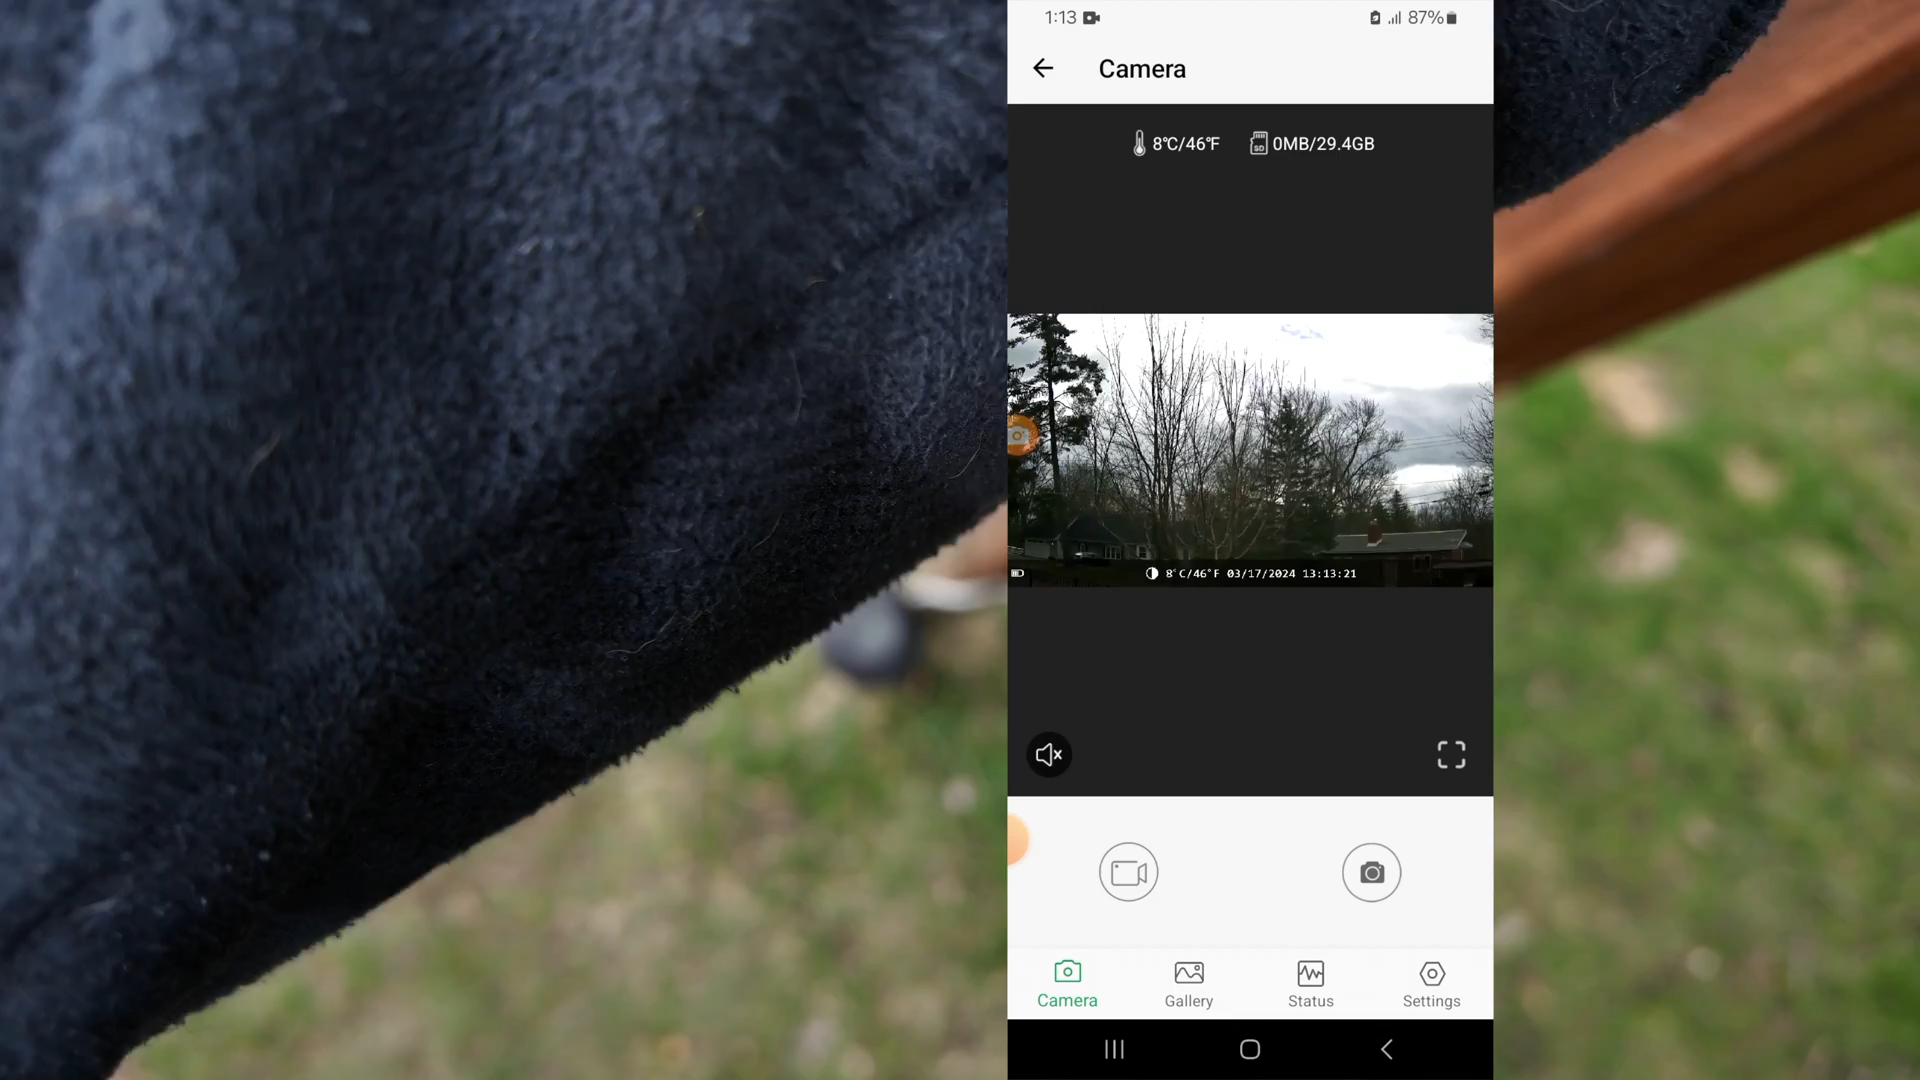 1:13 87%
Camera
8°C/46°F SD 0MB/29.4GB
8°C/46°F 03/17/2024 13:13:21
Camera Gallery Status Settings